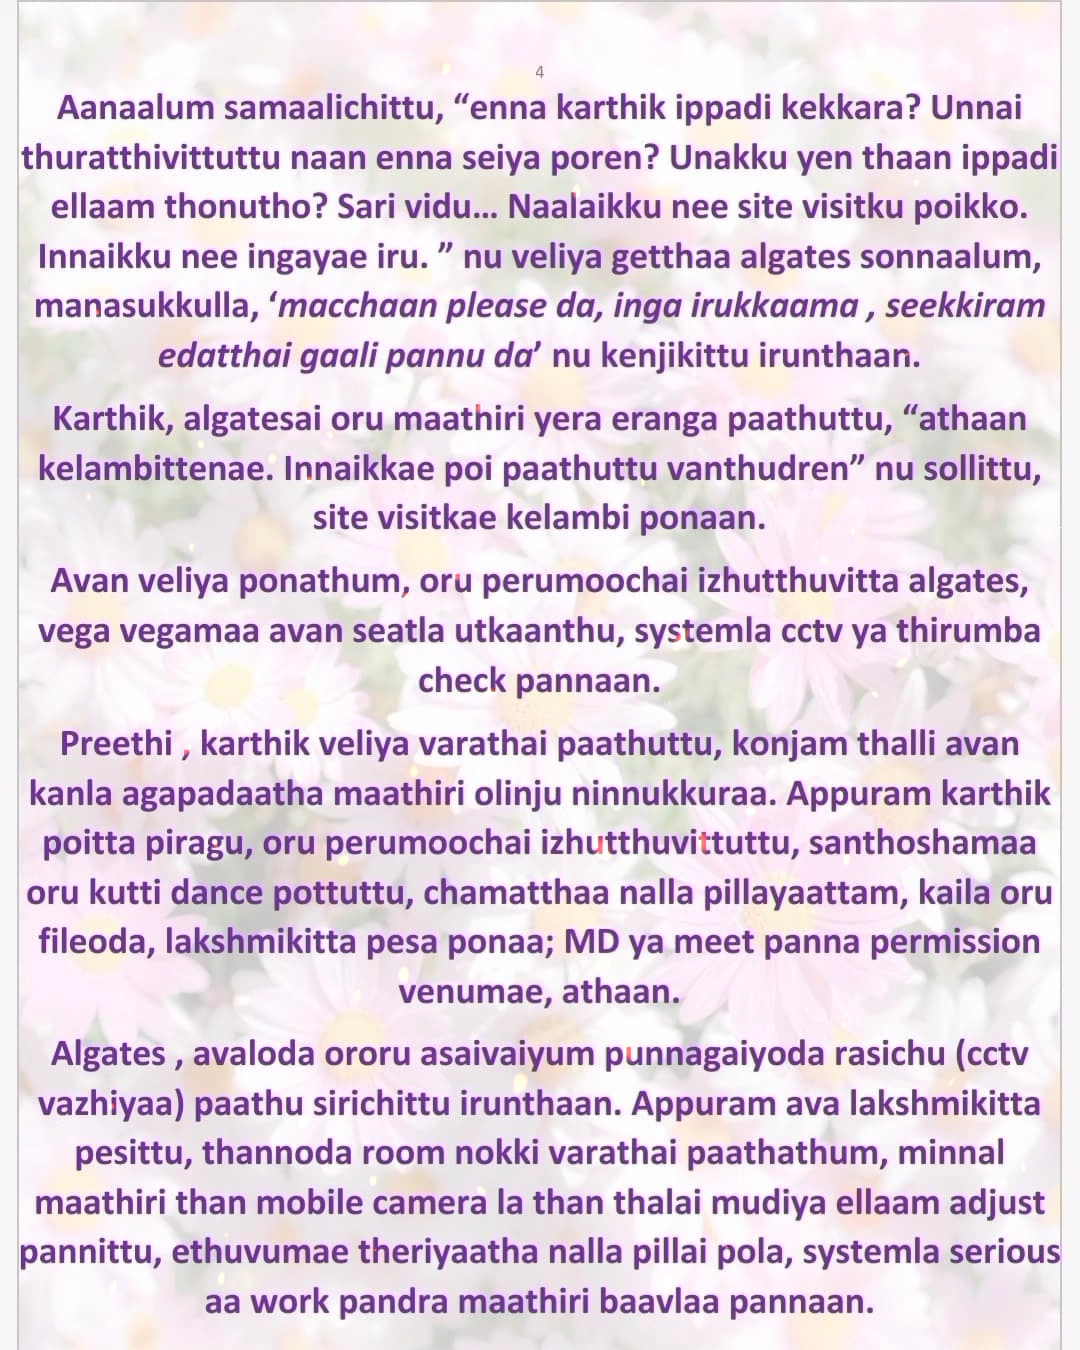 4
Aanaalum samaalichittu, “enna karthik ippadi kekkara? Unnai
thuratthivittuttu naan enna seiya poren? Unakku yen thaan ippadi
ellaam thonutho? Sari vidu... Naalaikku nee site visitku poikko.
Innaikku nee ingayae iru. ” nu veliya getthaa algates sonnaalum,
manasukkulla, ‘macchaan please da, inga irukkaama , seekkiram
edatthai gaali pannu da’ nu kenjikittu irunthaan.
Karthik, algatesai oru maathiri yera eranga paathuttu, “athaan
kelambittenae. Innaikkae poi paathuttu vanthudren” nu sollittu,
site visitkae kelambi ponaan.
Avan veliya ponathum, oru perumoochai izhutthuvitta algates,
vega vegamaa avan seatla utkaanthu, systemla cctv ya thirumba
check pannaan.
Preethi , karthik veliya varathai paathuttu, konjam thalli avan
kanla agapadaatha maathiri olinju ninnukkuraa. Appuram karthik
poitta piragu, oru perumoochai izhutthuvittuttu, santhoshamaa
oru kutti dance pottuttu, chamatthaa nalla pillayaattam, kaila oru
fileoda, lakshmikitta pesa ponaa; MD ya meet panna permission
venumae, athaan.
Algates , avaloda ororu asaivaiyum punnagaiyoda rasichu (cctv
vazhiyaa) paathu sirichittu irunthaan. Appuram ava lakshmikitta
pesittu, thannoda room nokki varathai paathathum, minnal
maathiri than mobile camera la than thalai mudiya ellaam adjust
pannittu, ethuvumae theriyaatha nalla pillai pola, systemla serious
aa work pandra maathiri baavlaa pannaan.